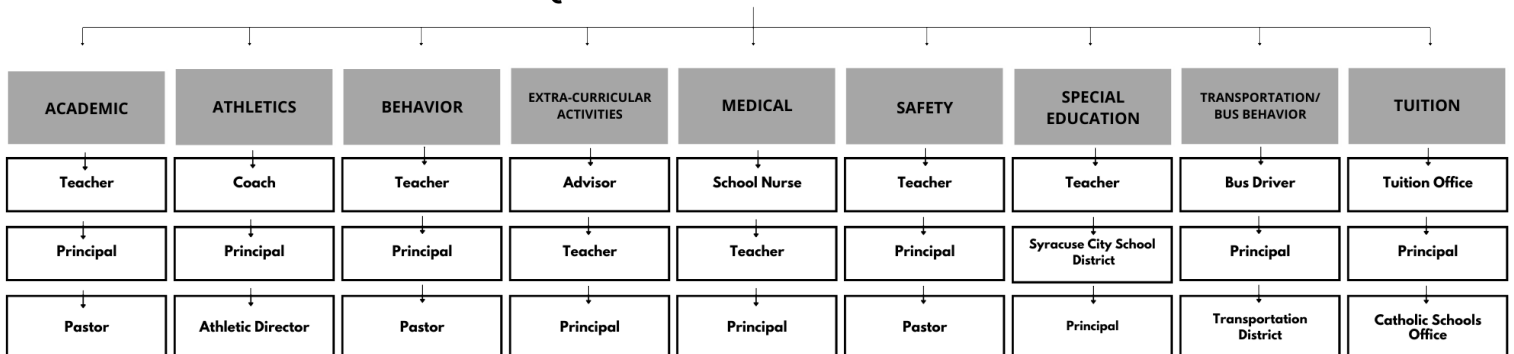 ACADEMIC
ATHLETICS
BEHAVIOR
EXTRA-CURRICULAR
ACTIVITIES
MEDICAL
SAFETY
SPECIAL
EDUCATION
TRANSPORTATION/
BUS BEHAVIOR
TUITION
Teacher
Coach
Teacher
Advisor
School Nurse
Teacher
Teacher
Bus Driver
Tuition Office
Principal
Principal
Principal
Teacher
Teacher
Principal
Syracuse City School
District
Principal
Principal
Pastor
Athletic Director
Pastor
Principal
Principal
Pastor
Principal
Transportation
District
Catholic Schools
Office